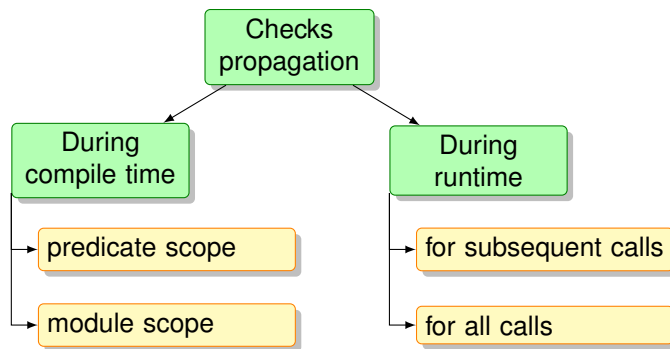 Checks
propagation
During
compile time
During
runtime
predicate scope
for subsequent calls
module scope
for all calls